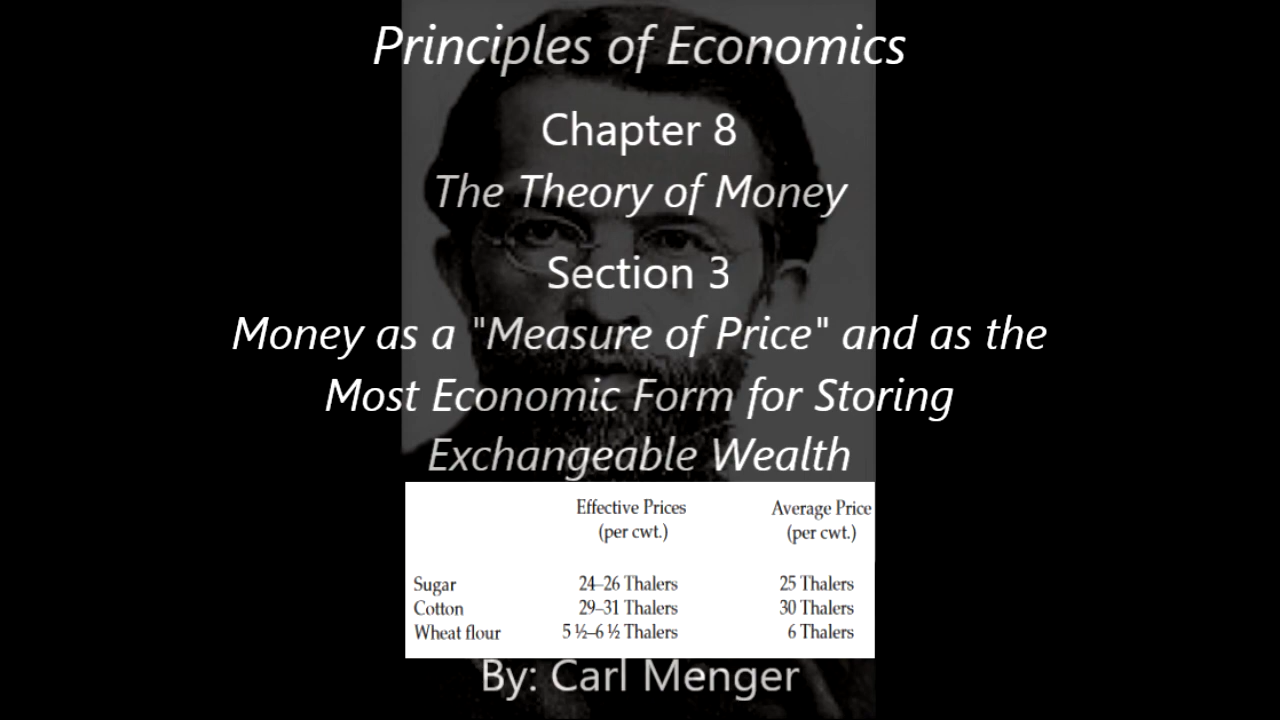 Principles of Economics
Chapter 8
The Theory of Money
Section 3
Money as a "Measure of Price" and as the
Most Economic Form for Storing
Exchangeable Wealth
Effective Prices Average Price
(per cwt.) (per cwt.)
Sugar 24–26 Thalers 25 Thalers
Cotton 29–31 Thalers 30 Thalers
Wheat flour 5 ½–6 ½ Thalers 6 Thalers
By: Carl Menger